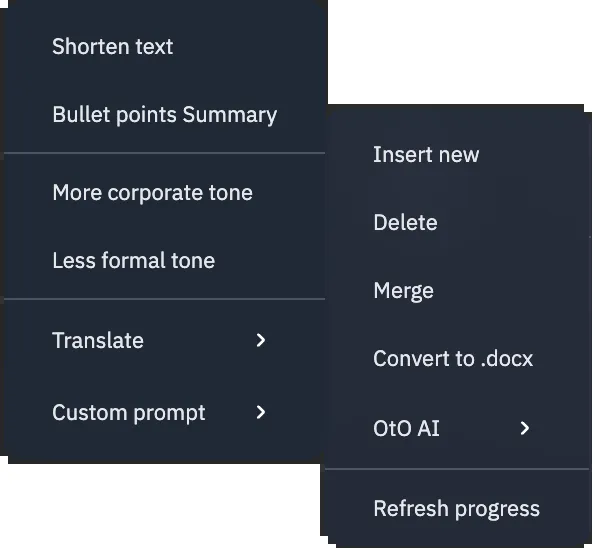 Shorten text
Bullet points Summary
More corporate tone
Less formal tone
Translate
Custom prompt
Insert new
Delete
Merge
Convert to .docx
OtO AI
Refresh progress